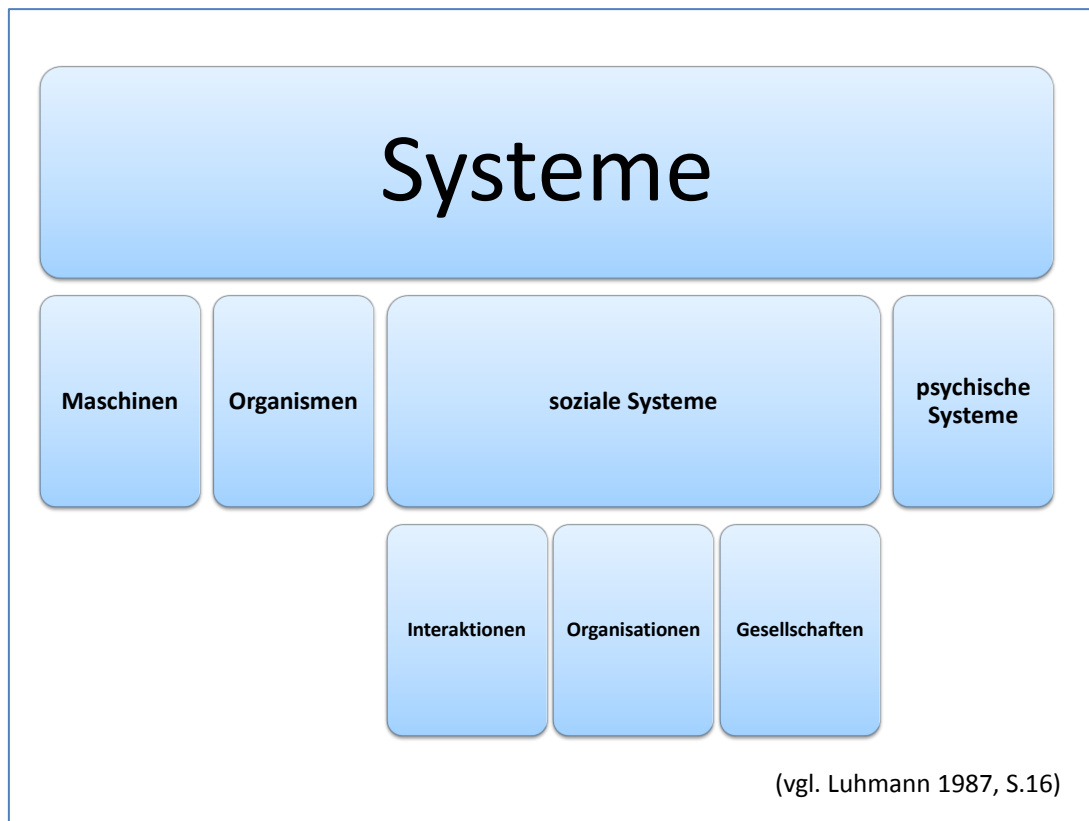 Systeme
Maschinen
Organismen
soziale Systeme
psychische
Systeme
Interaktionen
Organisationen
Gesellschaften
(vgl. Luhmann 1987, S.16)